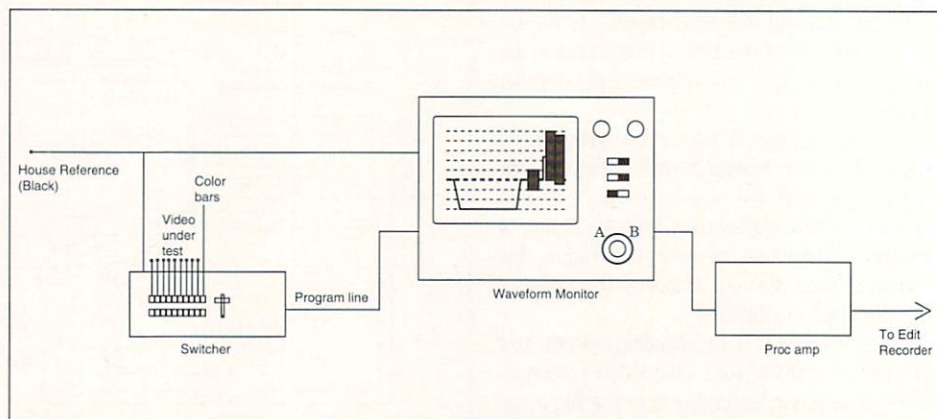 House Reference
(Black)
Color
bars
Video
under
test
A B
Program line
Waveform Monitor
Switcher
Proc amp
To Edit
Recorder